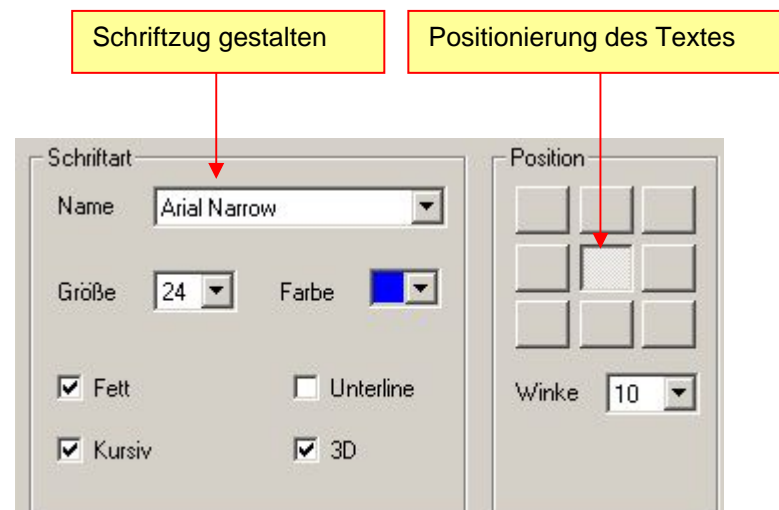 Schriftzug gestalten
Positionierung des Textes
Schriftart
Name Arial Narrow
Größe 24 Farbe
Fett Unterline
Kursiv 3D
Position
Winke 10